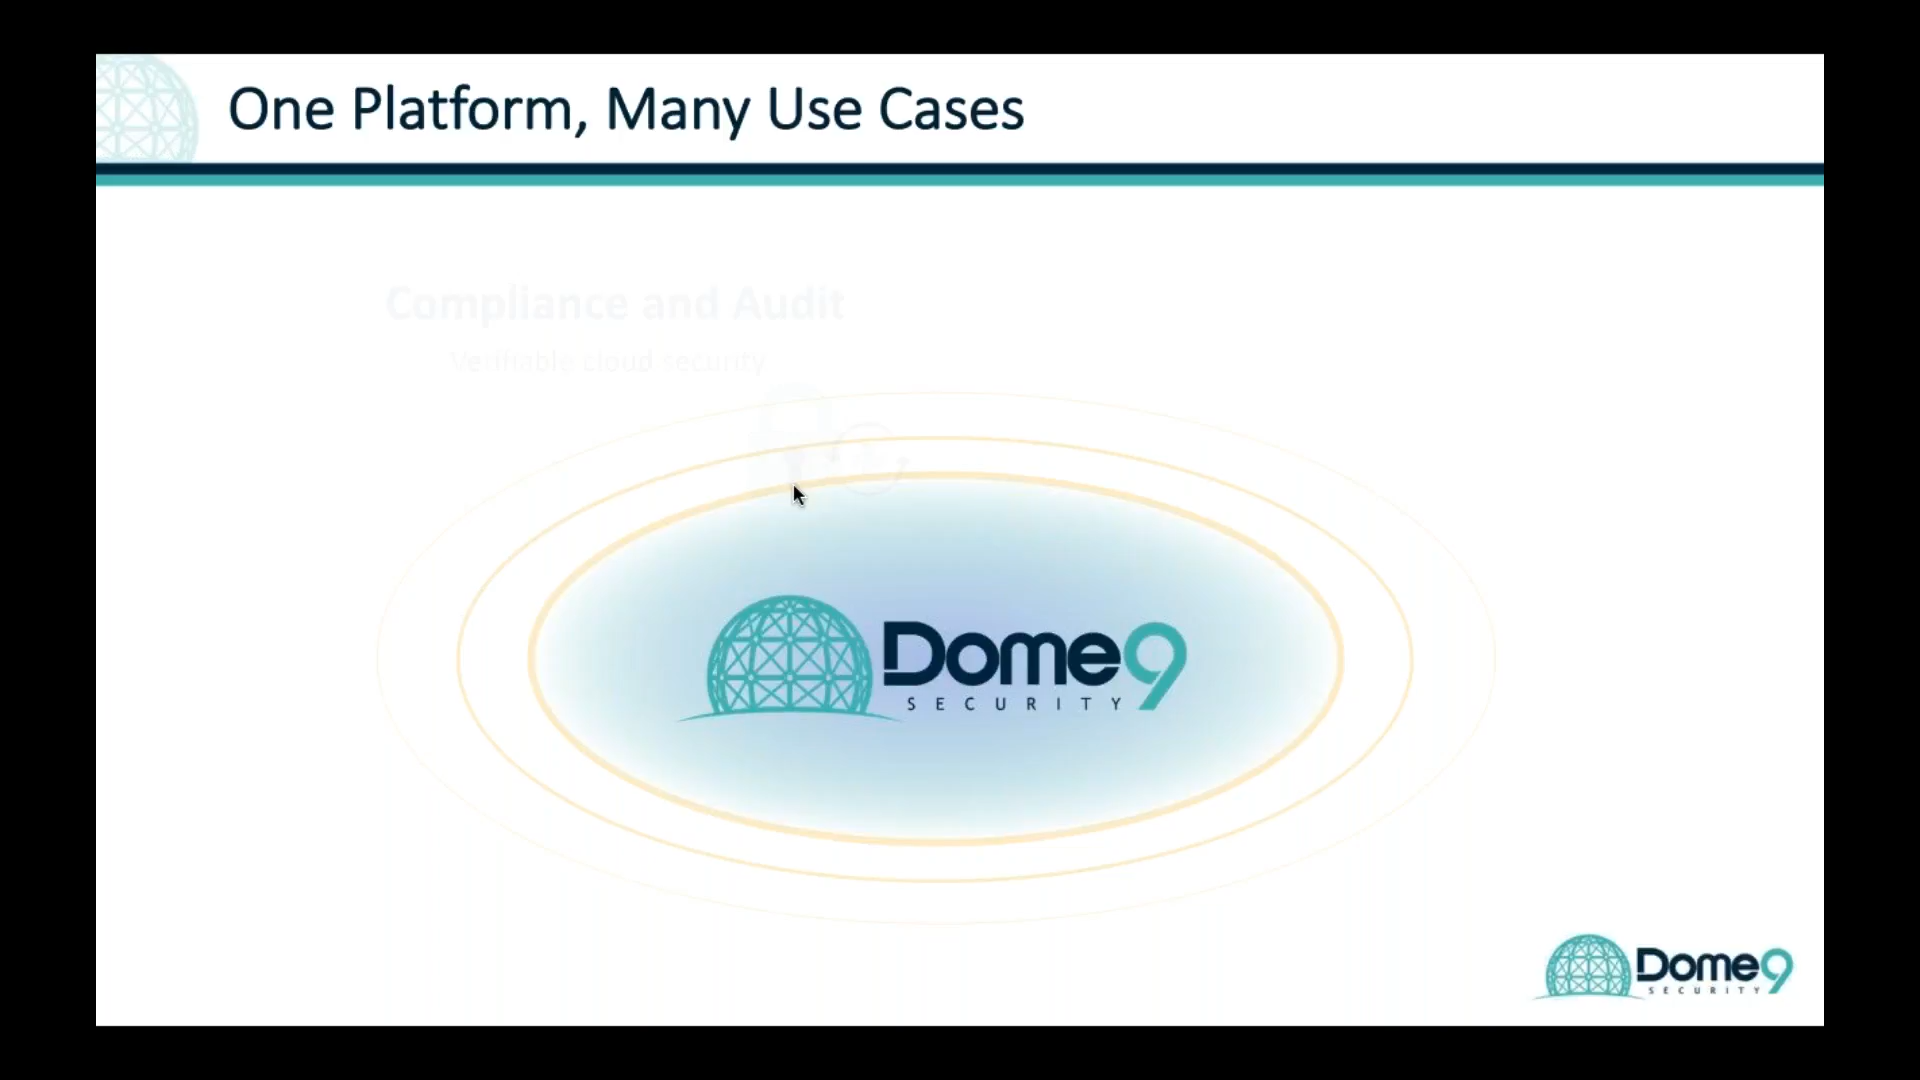 One Platform, Many Use Cases
Compliance and Audit
Verifiable cloud security
Dome9
SECURITY
Dome9
SECURITY